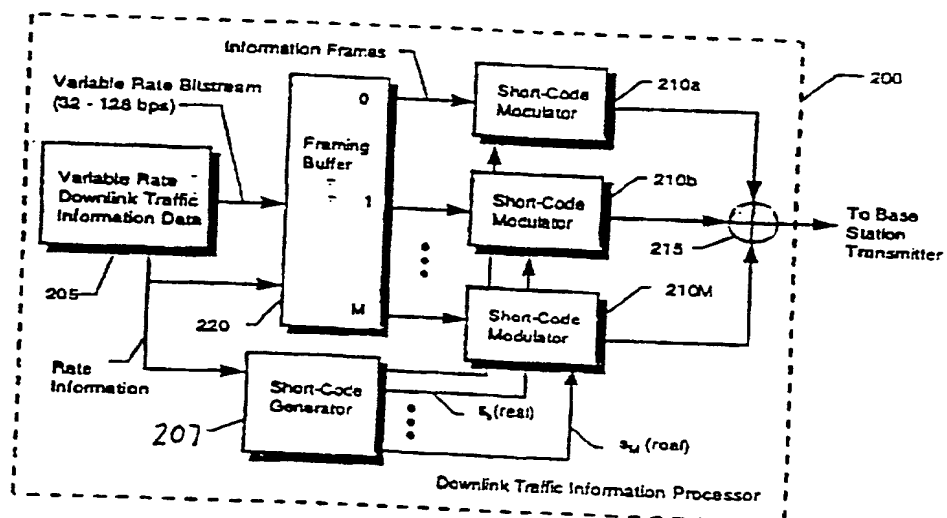 Information Frames
Variable Rate Bitstream
(32 - 128 bps)
0
Framing
Buffer
1
M
Short-Code
Modulator
210a
200
Variable Rate
Downlink Traffic
Information Data
Short-Code
Modulator
210b
215
To Base
Station
Transmitter
205
220
Short-Code
Modulator
210M
Rate
Information
Short-Code
Generator
207
(real)
s_M (real)
Downlink Traffic Information Processor